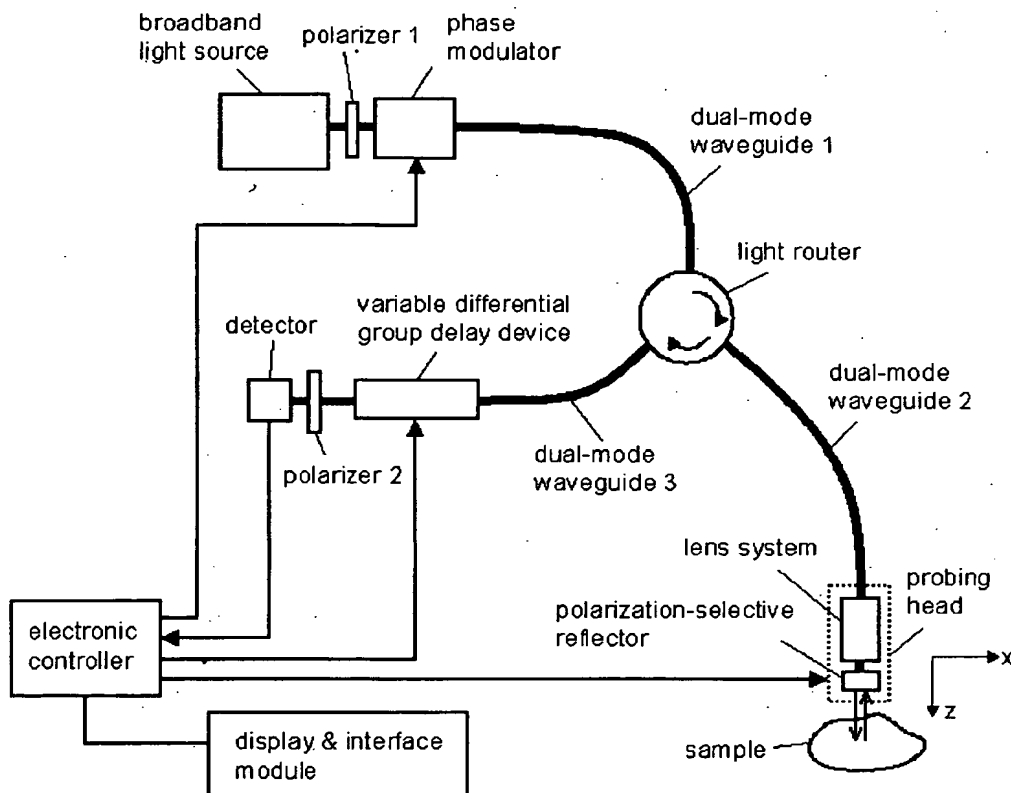 broadband
light source
polarizer 1
phase
modulator
dual-mode
waveguide 1
light router
variable differential
group delay device
detector
dual-mode
waveguide 2
polarizer 2
dual-mode
waveguide 3
lens system
probing
head
polarization-selective
reflector
electronic
controller
x
z
sample
display & interface
module